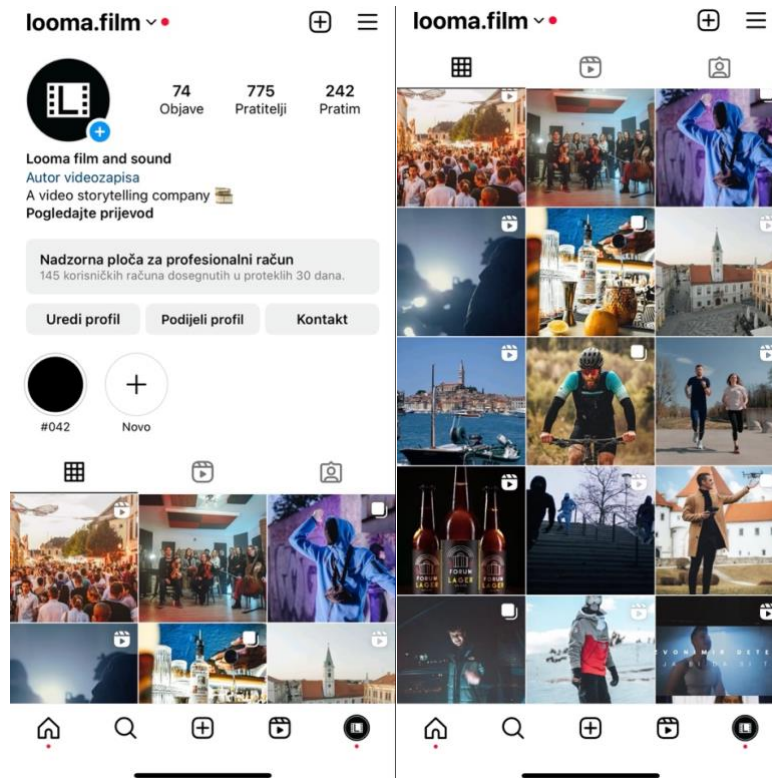 looma.film
74
775
242
Objave
Pratitelji
Pratim
L
Looma film and sound
Autor videozapisa
A video storytelling company
Pogledajte prijevod
Nadzorna ploča za profesionalni račun
145 korisničkih računa dosegnutih u proteklih 30 dana.
Uredi profil
Podijeli profil
Kontakt
#042
Novo
looma.film
FORUM
LAGER
FORUM
LAGER
FORUM
LAGER